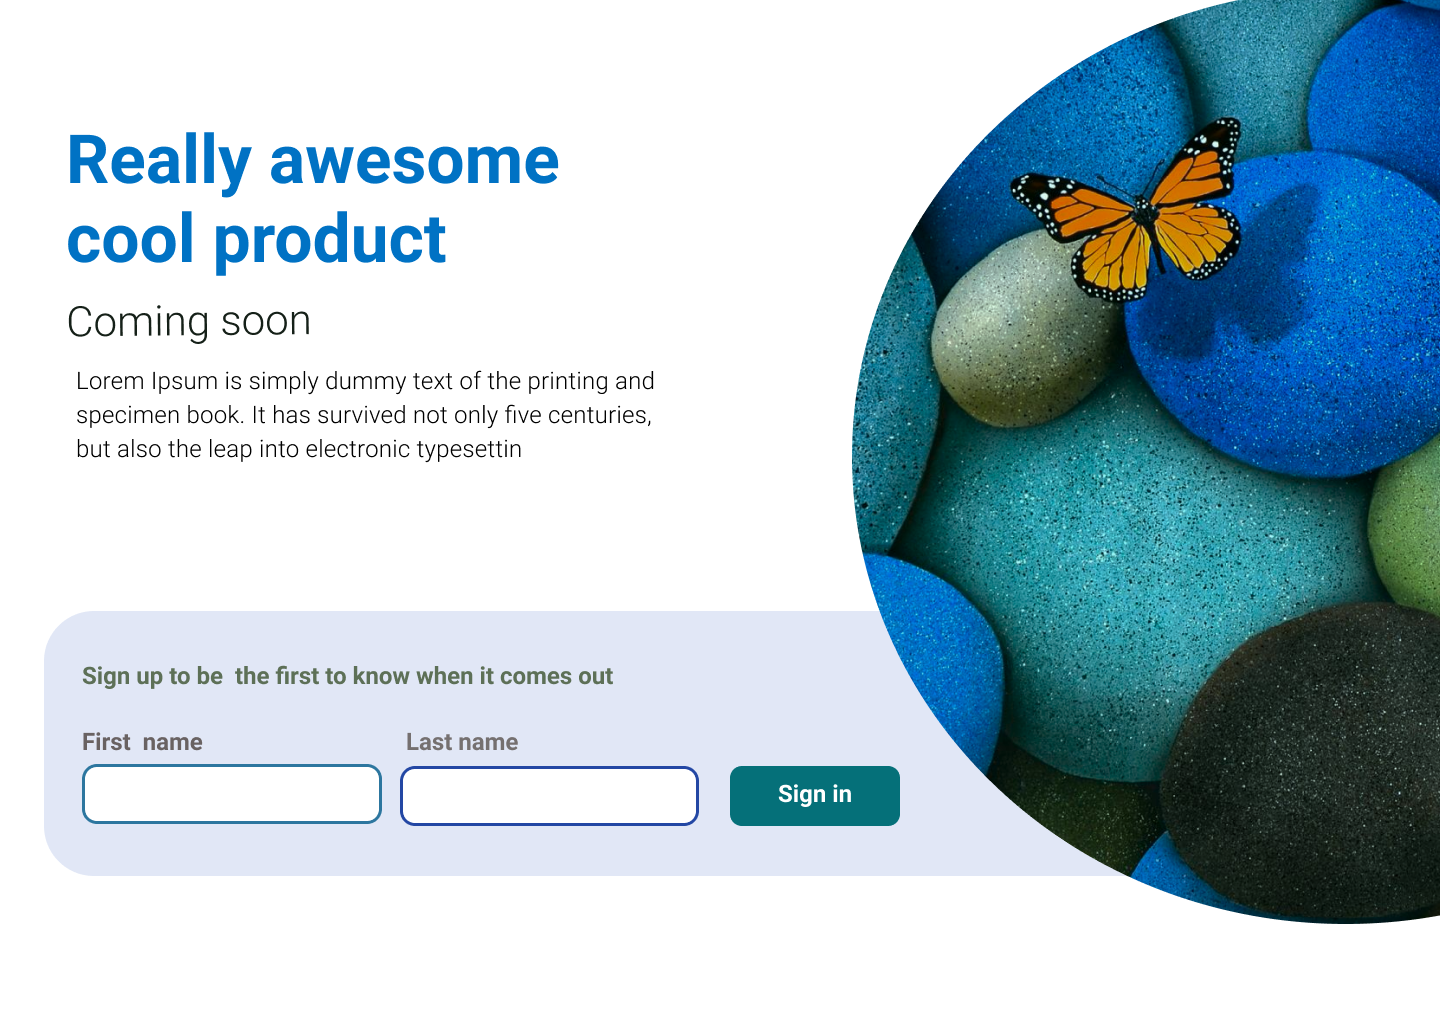 Really awesome
cool product
Coming soon
Lorem Ipsum is simply dummy text of the printing and
specimen book. It has survived not only five centuries,
but also the leap into electronic typesettin
Sign up to be  the first to know when it comes out
First  name
Last name
Sign in